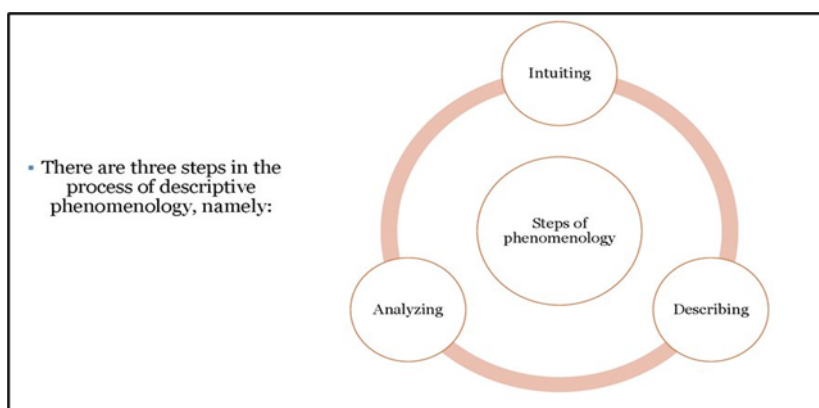 ▪ There are three steps in the
process of descriptive
phenomenology, namely:
Intuiting
Steps of
phenomenology
Analyzing
Describing